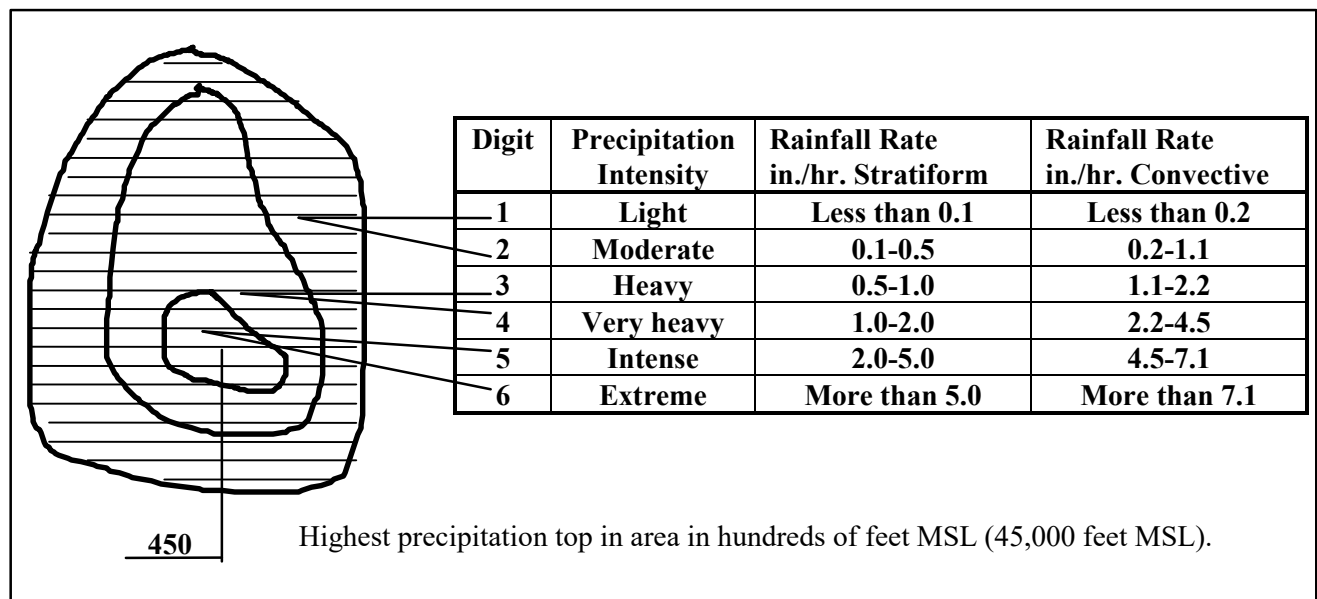 Digit Precipitation Intensity Rainfall Rate in./hr. Stratiform Rainfall Rate in./hr. Convective
1 Light Less than 0.1 Less than 0.2
2 Moderate 0.1-0.5 0.2-1.1
3 Heavy 0.5-1.0 1.1-2.2
4 Very heavy 1.0-2.0 2.2-4.5
5 Intense 2.0-5.0 4.5-7.1
6 Extreme More than 5.0 More than 7.1
450 Highest precipitation top in area in hundreds of feet MSL (45,000 feet MSL).